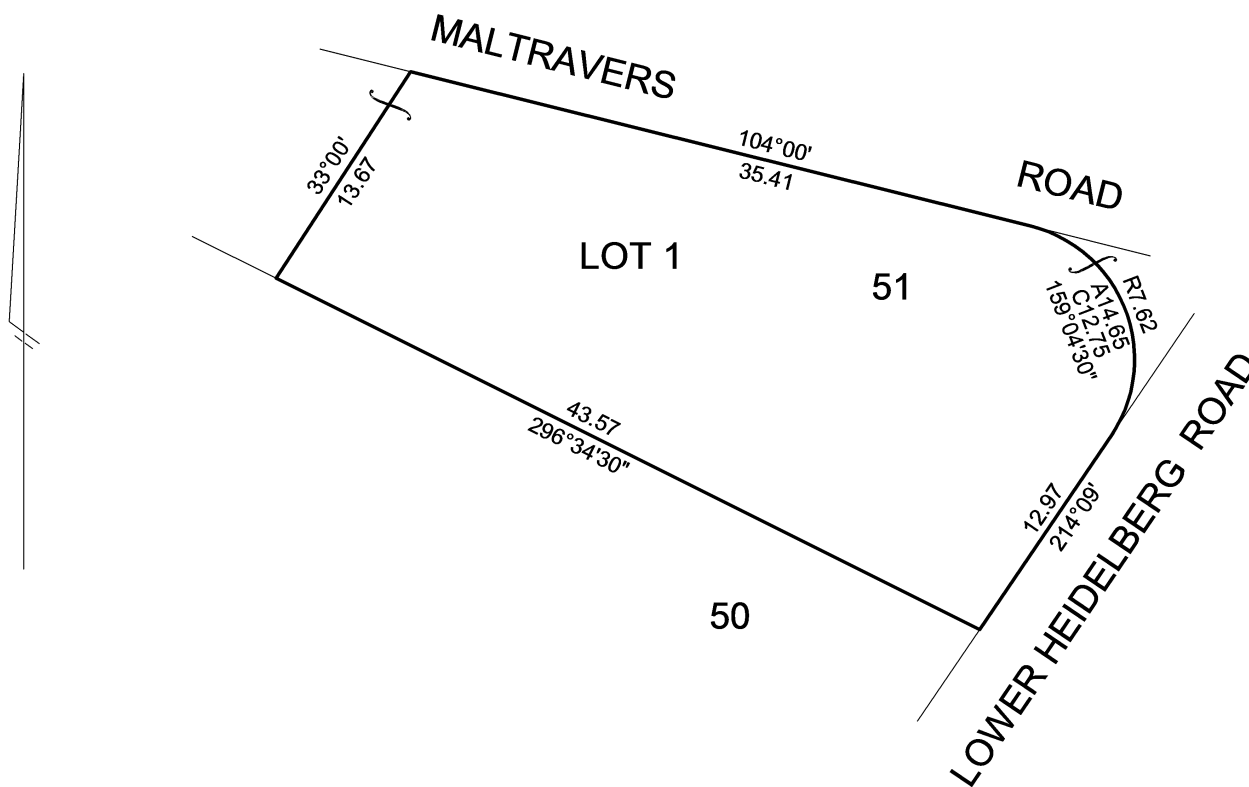 MALTRAVERS
ROAD
104°00'
35.41
33°00'
13.67
LOT 1
51
R7.62
A14.65
C12.75
159°04'30"
43.57
296°34'30"
12.97
214°09'
50
LOWER HEIDELBERG ROAD